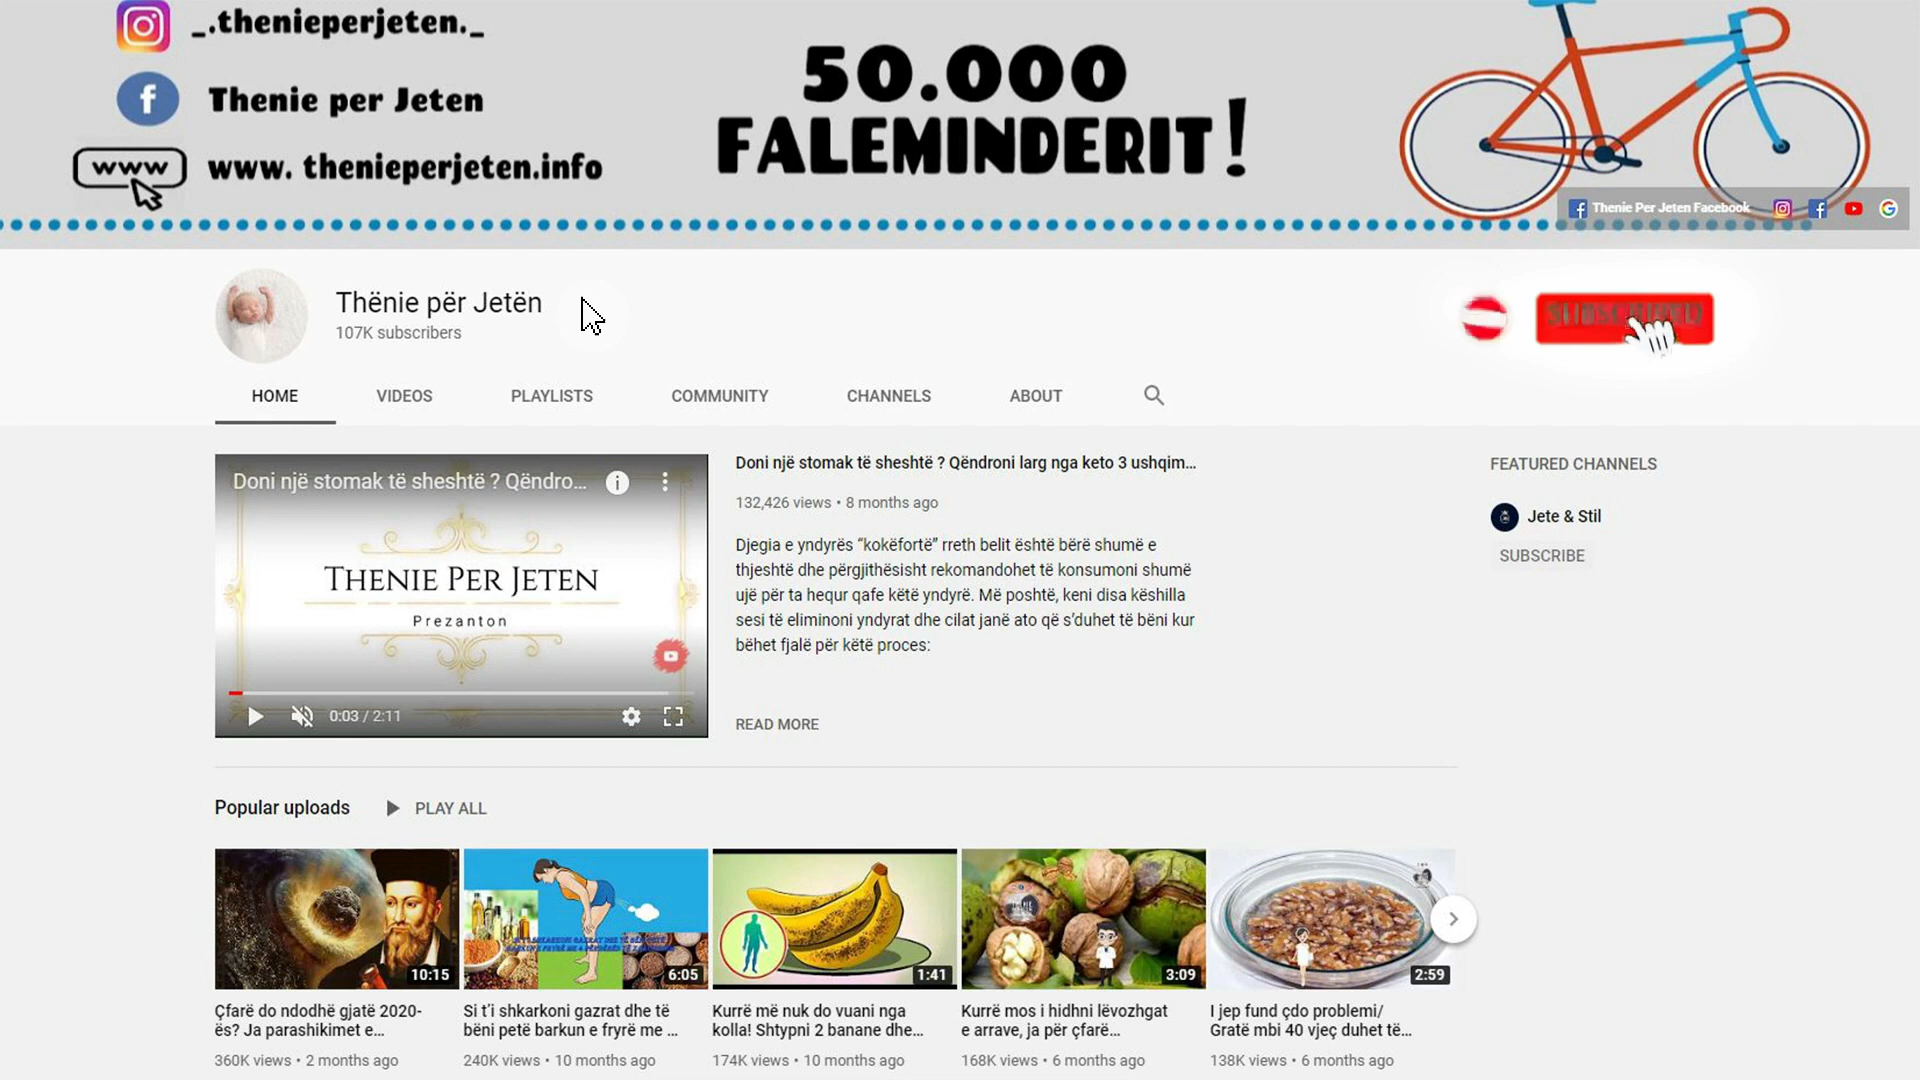 _.thenieperjeten._
Thenie per Jeten
www
www. thenieperjeten.info
50.000
FALEMINDERIT!
Thenie Per Jeten Facebook
Thënie për Jetën
107K subscribers
HOME
VIDEOS
PLAYLISTS
COMMUNITY
CHANNELS
ABOUT
Doni një stomak të sheshtë ? Qëndro...
THENIE PER JETEN
Prezanton
0:03 / 2:11
Doni një stomak të sheshtë ? Qëndroni larg nga keto 3 ushqim...
132,426 views • 8 months ago
Djegia e yndyrës “kokëfortë” rreth belit është bërë shumë e
thjeshtë dhe përgjithësisht rekomandohet të konsumoni shumë
ujë për ta hequr qafe këtë yndyrë. Më poshtë, keni disa këshilla
sesi të eliminoni yndyrat dhe cilat janë ato që s’duhet të bëni kur
bëhet fjalë për këtë proces:
READ MORE
FEATURED CHANNELS
Jete & Stil
SUBSCRIBE
Popular uploads
PLAY ALL
10:15
6:05
1:41
3:09
2:59
Çfarë do ndodhë gjatë 2020-
ës? Ja parashikimet e...
360K views • 2 months ago
Si t’i shkarkoni gazrat dhe të
bëni petë barkun e fryrë me ...
240K views • 10 months ago
Kurrë më nuk do vuani nga
kolla! Shtypni 2 banane dhe...
174K views • 10 months ago
Kurrë mos i hidhni lëvozhgat
e arrave, ja për çfarë...
168K views • 6 months ago
I jep fund çdo problemi/
Gratë mbi 40 vjeç duhet të...
138K views • 6 months ago